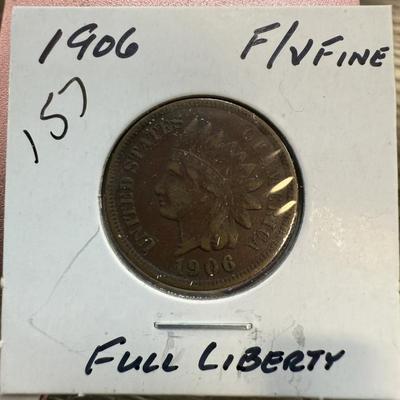 1906 F/VFINE
157
UNITED STATES OF AMERICA
1906
FULL LIBERTY